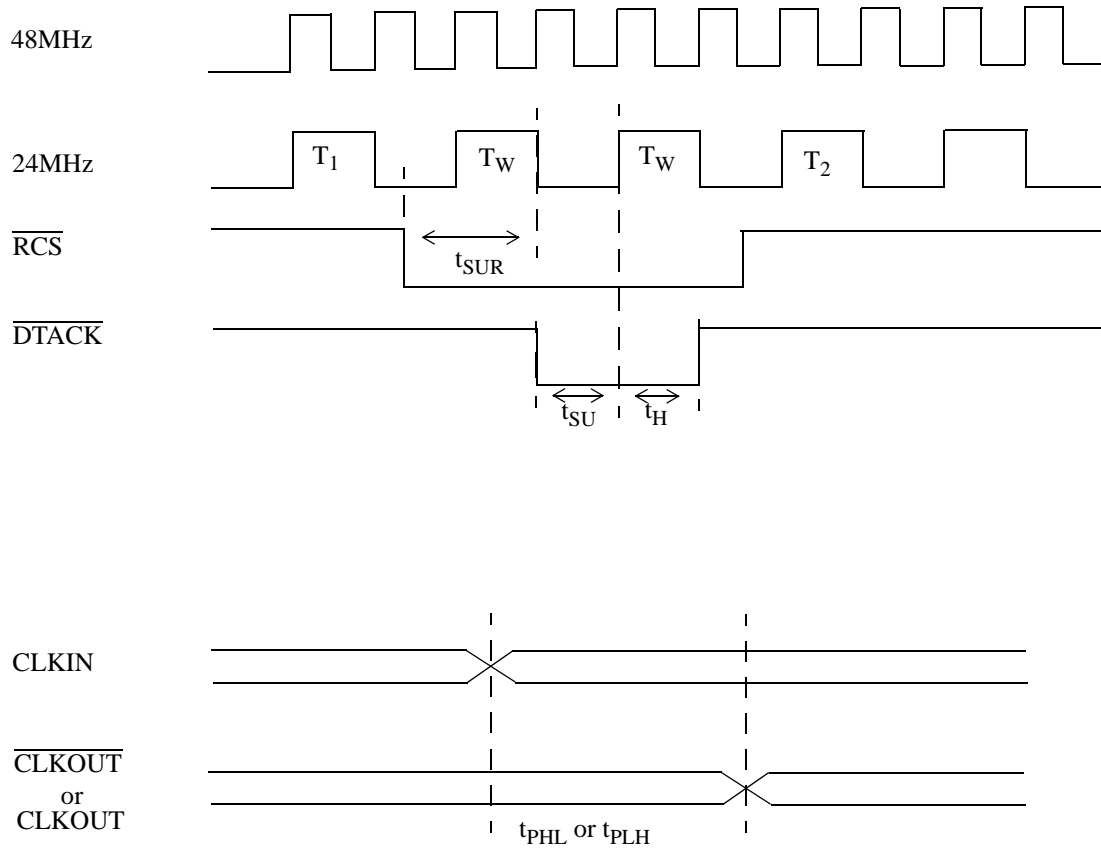 48MHz
24MHz
T1 TW TW T2
RCS
tSUR
DTACK
tSU tH
CLKIN
CLKOUT
or
CLKOUT
tPHL or tPLH